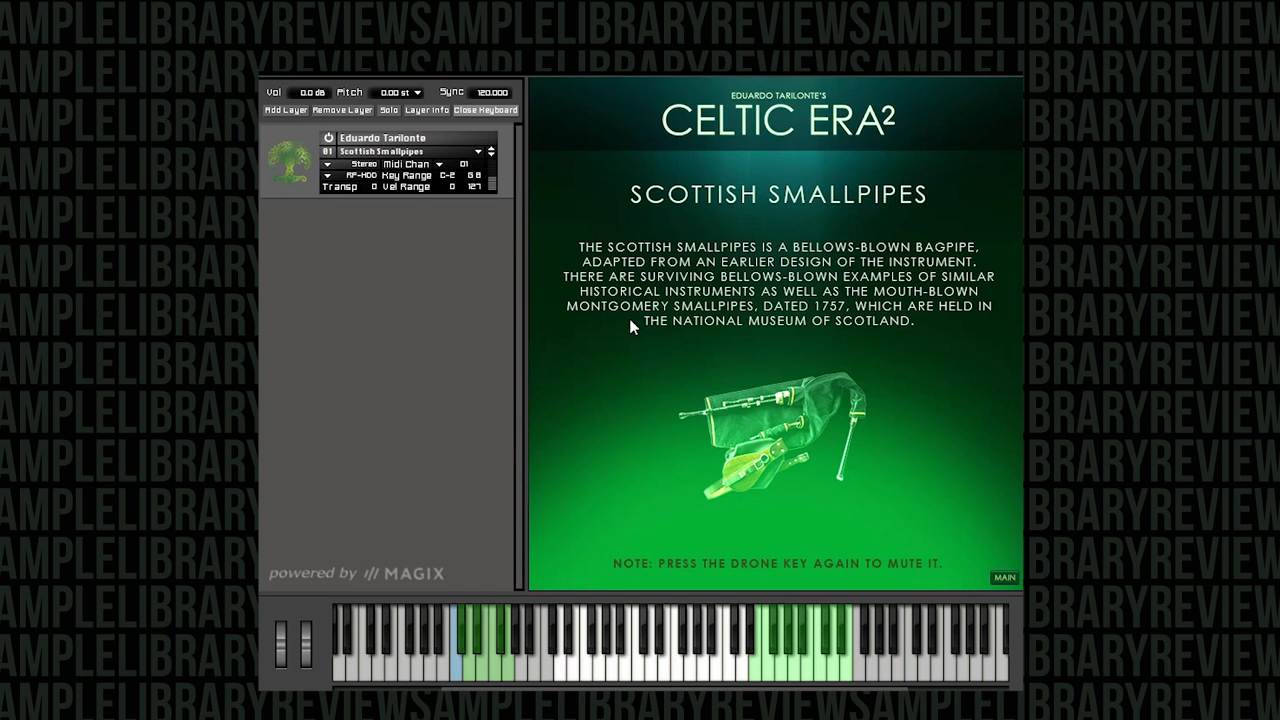 Vol 0.0 dB Pitch 0.00 st Sync 120.000
Add Layer Remove Layer Solo Layer Info Close Keyboard
Eduardo Tarilonte
01 Scottish Smallpipes
Stereo Midi Chan 01
RF-HDD Key Range C-2 G8
Transp 0 Vel Range 0 127
powered by MAGIX
EDUARDO TARILONTE'S
CELTIC ERA²
SCOTTISH SMALLPIPES
THE SCOTTISH SMALLPIPES IS A BELLOWS-BLOWN BAGPIPE,
ADAPTED FROM AN EARLIER DESIGN OF THE INSTRUMENT.
THERE ARE SURVIVING BELLOWS-BLOWN EXAMPLES OF SIMILAR
HISTORICAL INSTRUMENTS AS WELL AS THE MOUTH-BLOWN
MONTGOMERY SMALLPIPES, DATED 1757, WHICH ARE HELD IN
THE NATIONAL MUSEUM OF SCOTLAND.
NOTE: PRESS THE DRONE KEY AGAIN TO MUTE IT.
MAIN